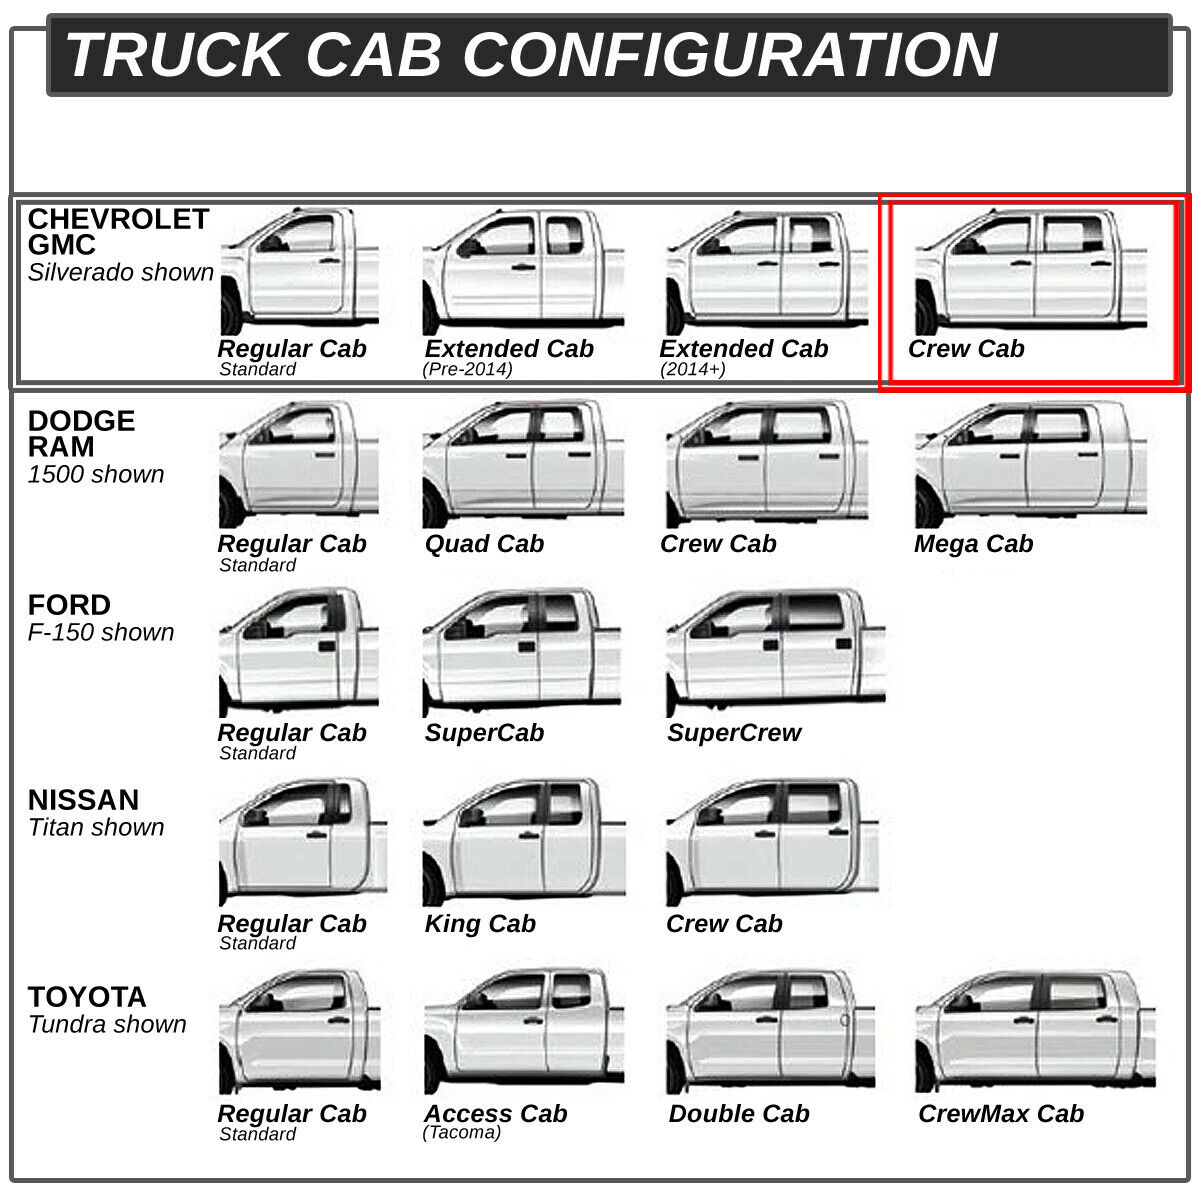 TRUCK CAB CONFIGURATION
CHEVROLET
GMC
Silverado shown
Regular Cab
Standard
Extended Cab
(Pre-2014)
Extended Cab
(2014+)
Crew Cab
DODGE
RAM
1500 shown
Regular Cab
Standard
Quad Cab
Crew Cab
Mega Cab
FORD
F-150 shown
Regular Cab
Standard
SuperCab
SuperCrew
NISSAN
Titan shown
Regular Cab
Standard
King Cab
Crew Cab
TOYOTA
Tundra shown
Regular Cab
Standard
Access Cab
(Tacoma)
Double Cab
CrewMax Cab